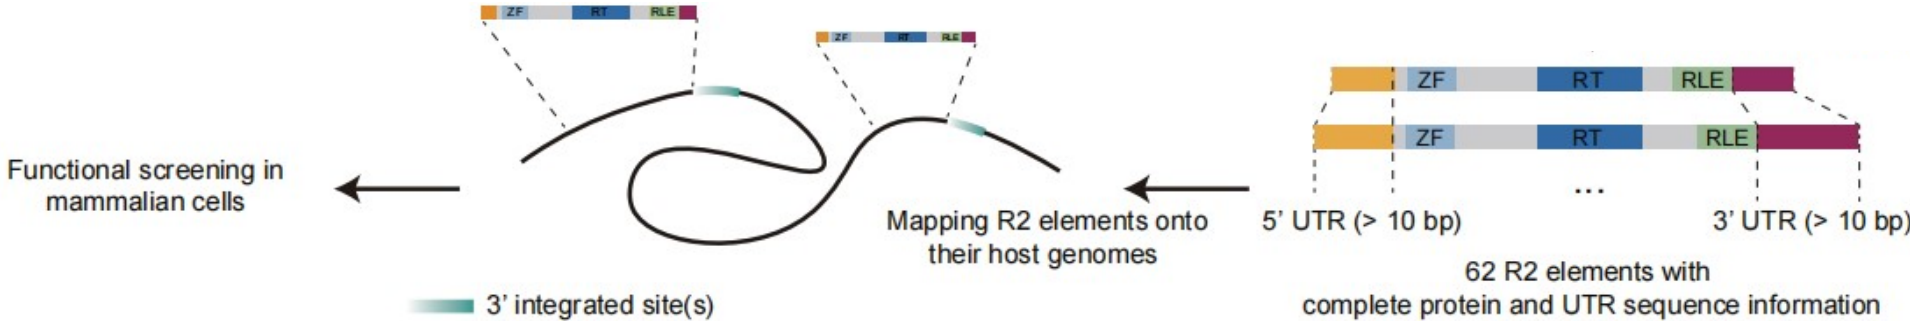 ZF RT RLE
ZF RT RLE
ZF RT RLE
ZF RT RLE
...
Functional screening in
mammalian cells
Mapping R2 elements onto
their host genomes
5' UTR (> 10 bp)
3' UTR (> 10 bp)
62 R2 elements with
complete protein and UTR sequence information
3' integrated site(s)